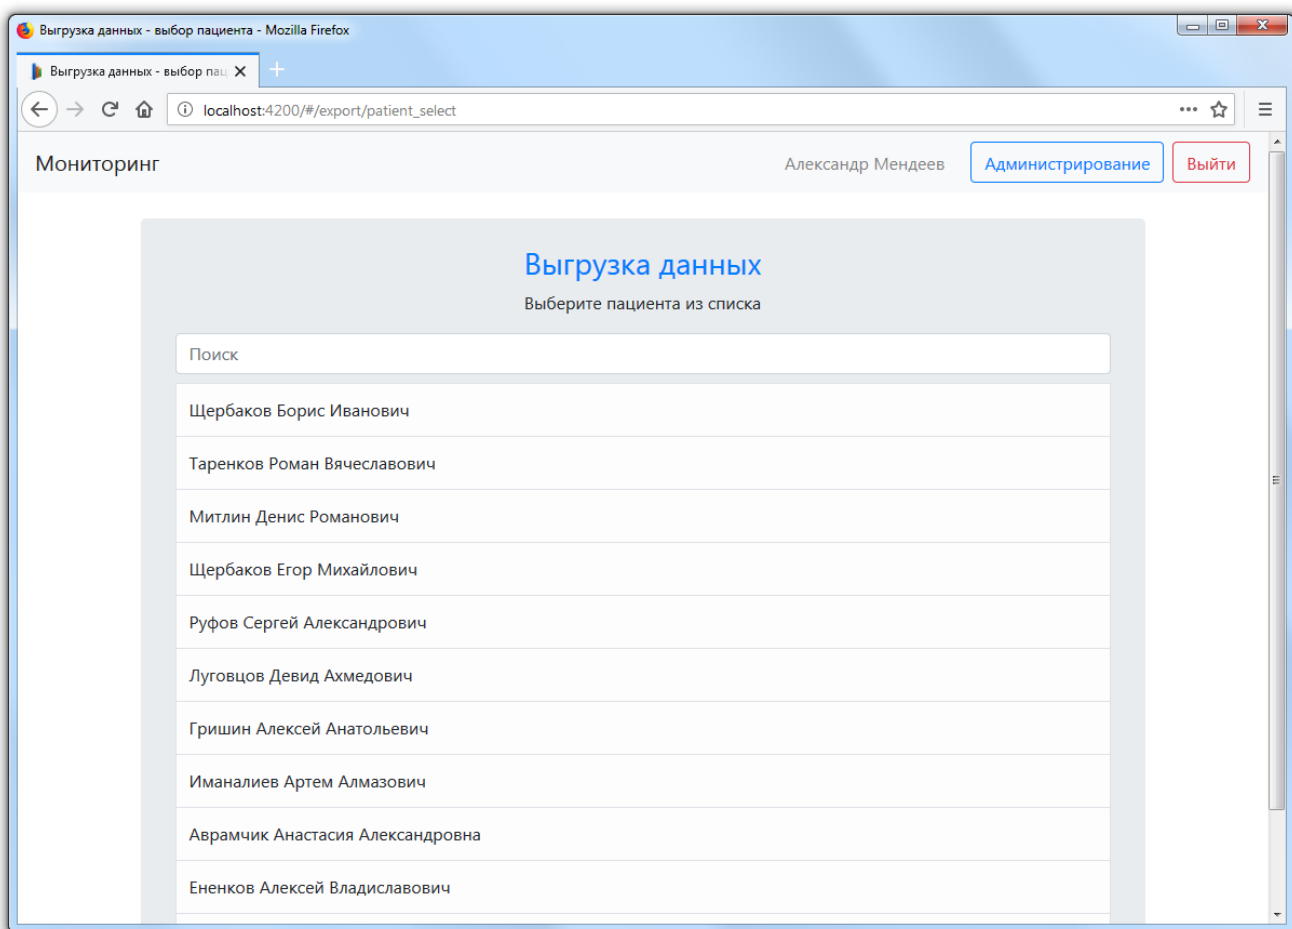 Выгрузка данных - выбор пациента - Mozilla Firefox
Выгрузка данных - выбор пац
localhost:4200/#/export/patient_select
Мониторинг
Александр Мендеев
Администрирование
Выйти
Выгрузка данных
Выберите пациента из списка
Поиск
Щербаков Борис Иванович
Таренков Роман Вячеславович
Митлин Денис Романович
Щербаков Егор Михайлович
Руфов Сергей Александрович
Луговцов Девид Ахмедович
Гришин Алексей Анатольевич
Иманалиев Артем Алмазович
Аврамчик Анастасия Александровна
Ененков Алексей Владиславович